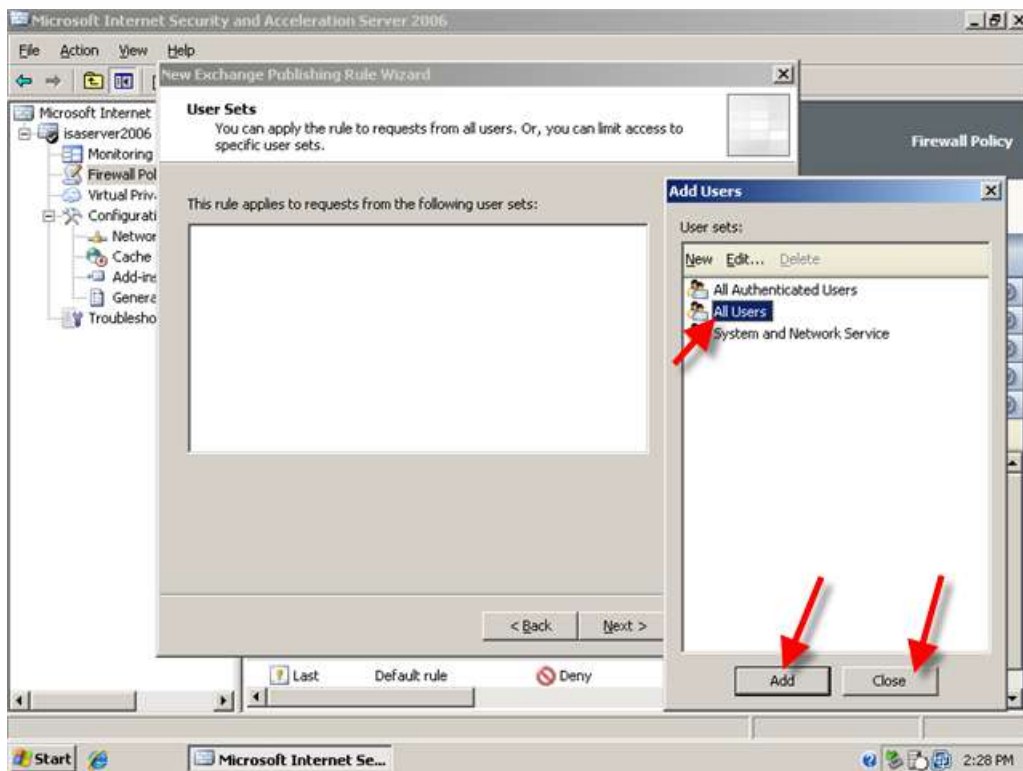 Microsoft Internet Security and Acceleration Server 2006
File Action View Help
New Exchange Publishing Rule Wizard
User Sets
You can apply the rule to requests from all users. Or, you can limit access to
specific user sets.
Microsoft Internet
isaserver2006
Monitoring
Firewall Pol
Virtual Priv
Configurati
Networ
Cache
Add-ins
Genera
Troublesho
Firewall Policy
This rule applies to requests from the following user sets:
Add Users
User sets:
New Edit... Delete
All Authenticated Users
All Users
System and Network Service
< Back Next >
Add Close
Last Default rule Deny
Start Microsoft Internet Se... 2:28 PM